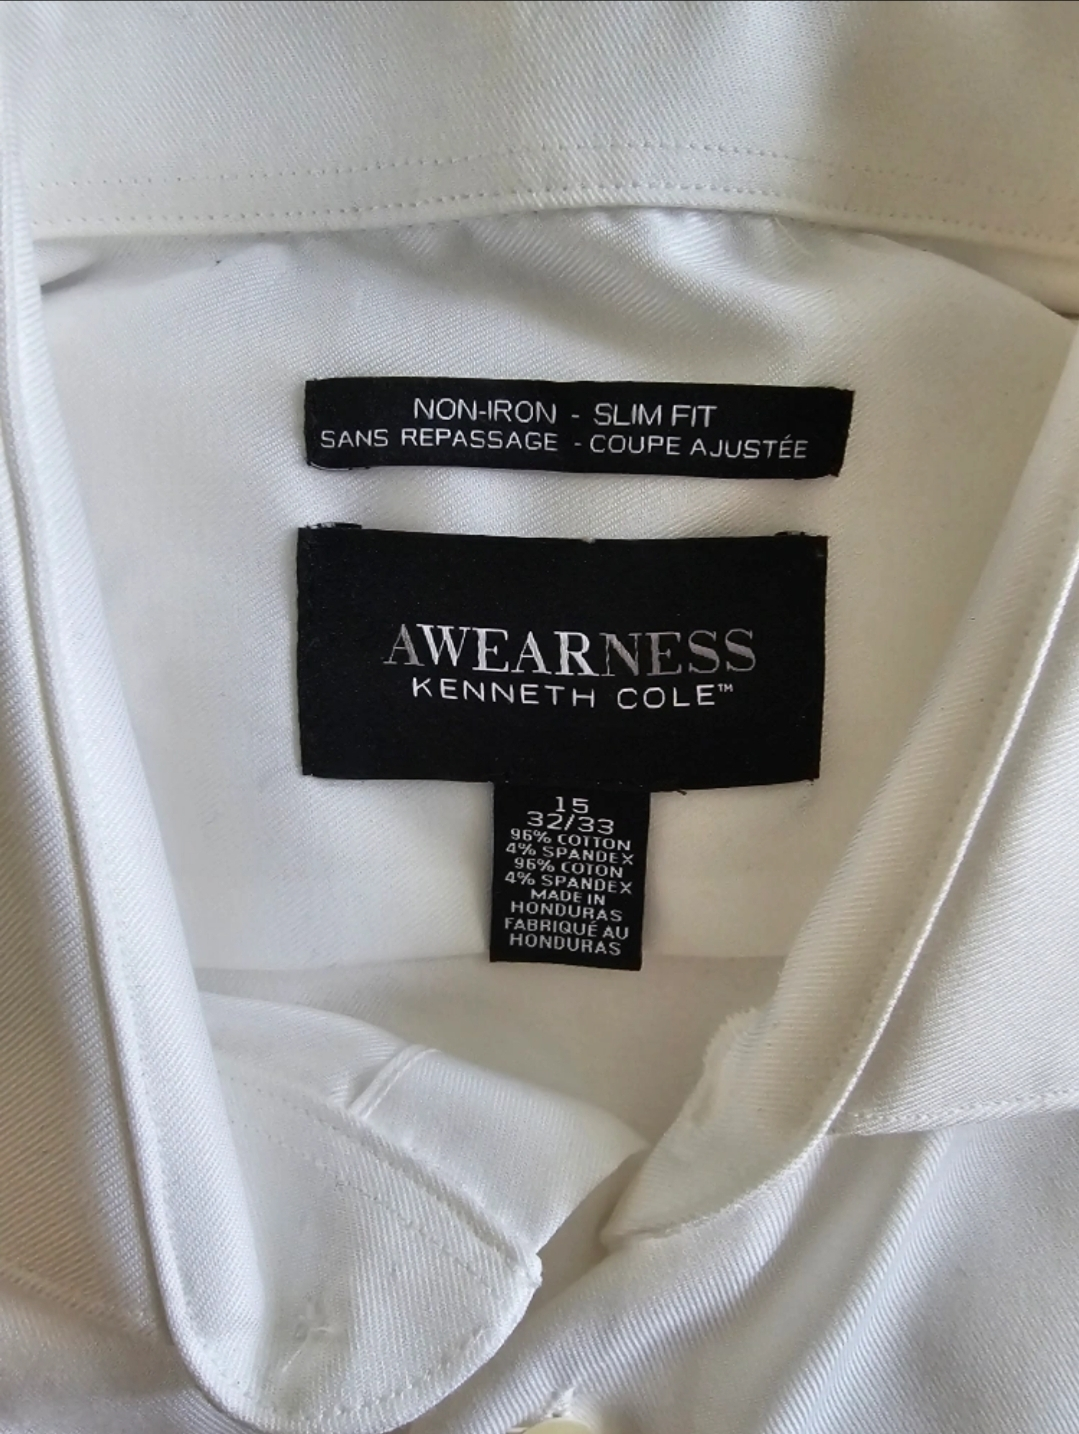 NON-IRON - SLIM FIT
SANS REPASSAGE - COUPE AJUSTÉE
AWEARNESS
KENNETH COLE™
15
32/33
96% COTTON
4% SPANDEX
96% COTON
4% SPANDEX
MADE IN
HONDURAS
FABRIQUÉ AU
HONDURAS